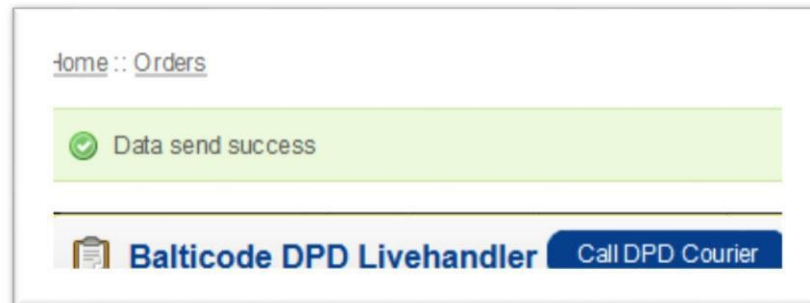 Home :: Orders
Data send success
Balticode DPD Livehandler Call DPD Courier